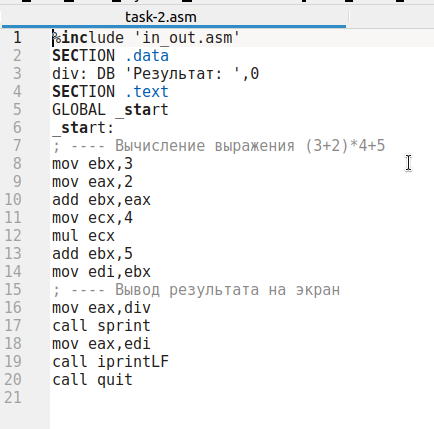 task-2.asm
1 %include 'in_out.asm'
2 SECTION .data
3 div: DB 'Результат: ',0
4 SECTION .text
5 GLOBAL _start
6 _start:
7 ; ---- Вычисление выражения (3+2)*4+5
8 mov ebx,3
9 mov eax,2
10 add ebx,eax
11 mov ecx,4
12 mul ecx
13 add ebx,5
14 mov edi,ebx
15 ; ---- Вывод результата на экран
16 mov eax,div
17 call sprint
18 mov eax,edi
19 call iprintLF
20 call quit
21